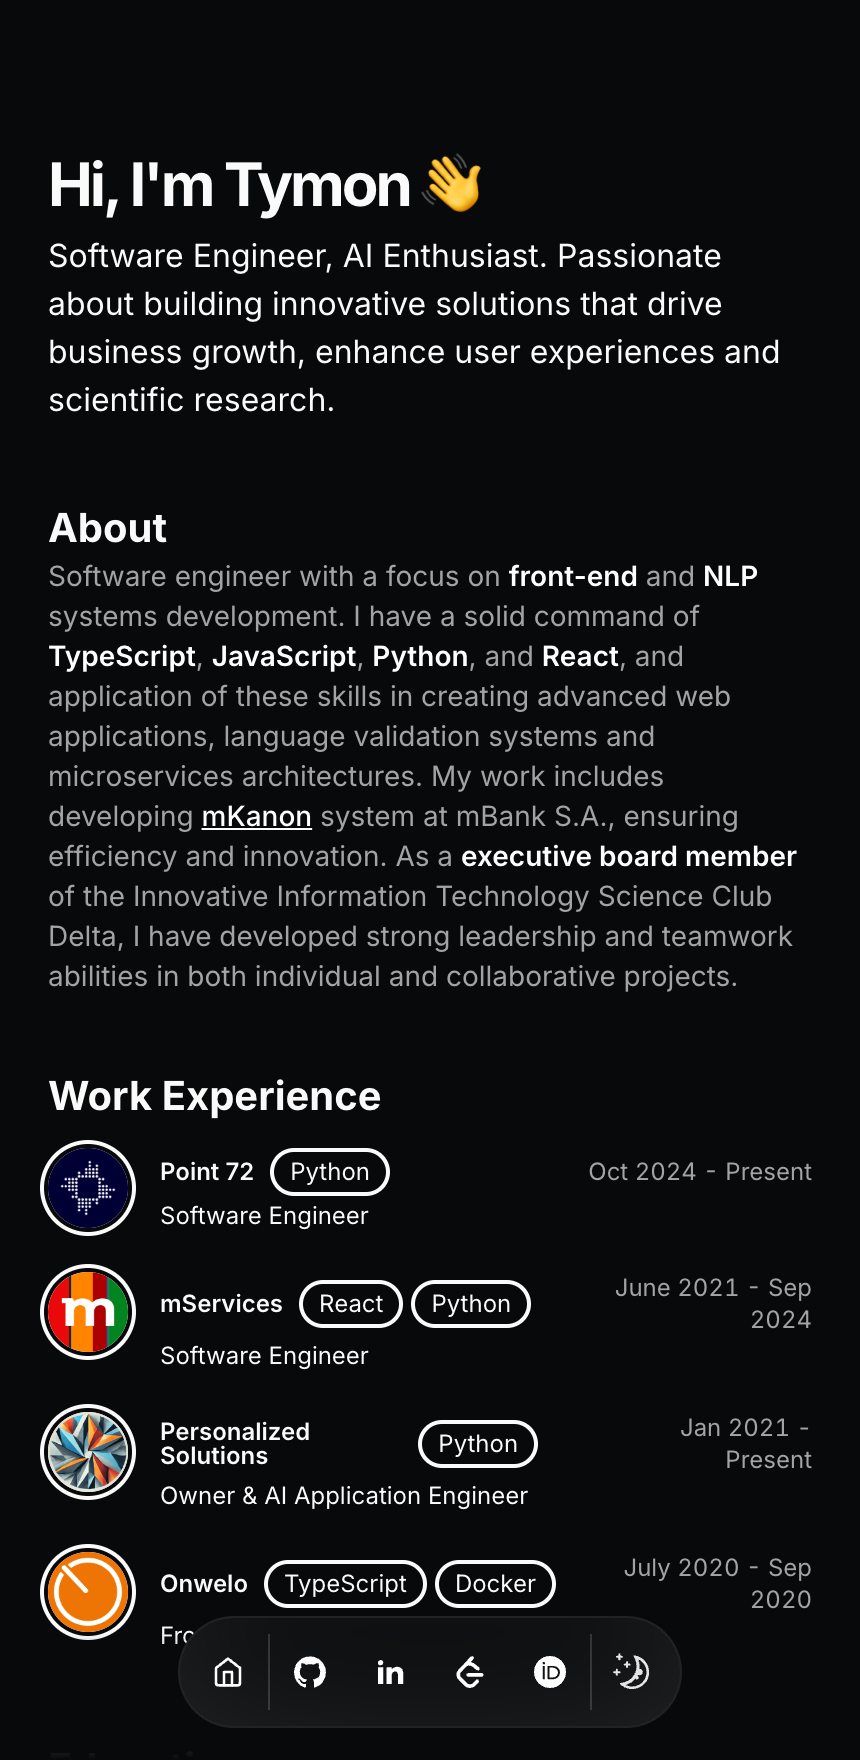 Hi, I'm Tymon 👋
Software Engineer, AI Enthusiast. Passionate
about building innovative solutions that drive
business growth, enhance user experiences and
scientific research.
About
Software engineer with a focus on front-end and NLP
systems development. I have a solid command of
TypeScript, JavaScript, Python, and React, and
application of these skills in creating advanced web
applications, language validation systems and
microservices architectures. My work includes
developing mKanon system at mBank S.A., ensuring
efficiency and innovation. As a executive board member
of the Innovative Information Technology Science Club
Delta, I have developed strong leadership and teamwork
abilities in both individual and collaborative projects.
Work Experience
Point 72 Python Oct 2024 - Present
Software Engineer
m
mServices React Python June 2021 - Sep
2024
Software Engineer
Personalized
Solutions Python Jan 2021 -
Present
Owner & AI Application Engineer
Onwelo TypeScript Docker July 2020 - Sep
2020
in
iD